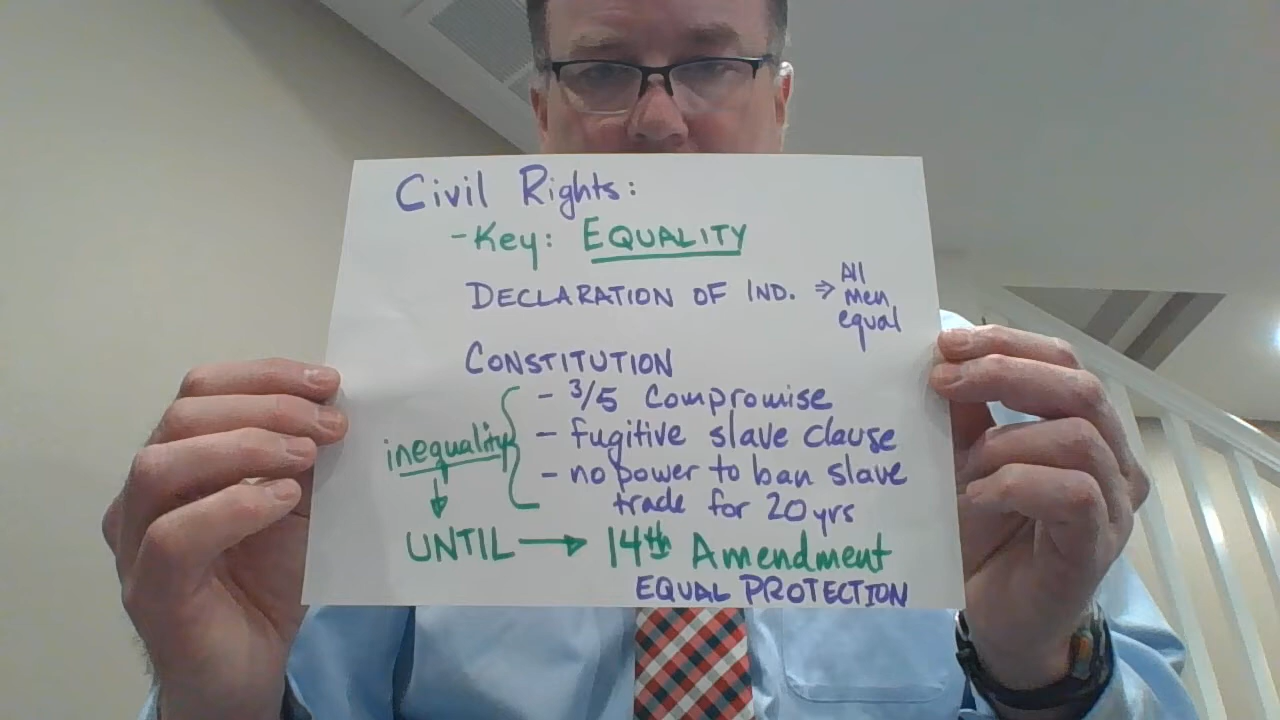 Civil Rights:
- Key: EQUALITY
DECLARATION OF IND. ⇒ All
men
equal
CONSTITUTION
- 3/5 Compromise
inequality { - fugitive slave clause
- no power to ban slave
trade for 20 yrs
↓
UNTIL → 14th Amendment
EQUAL PROTECTION